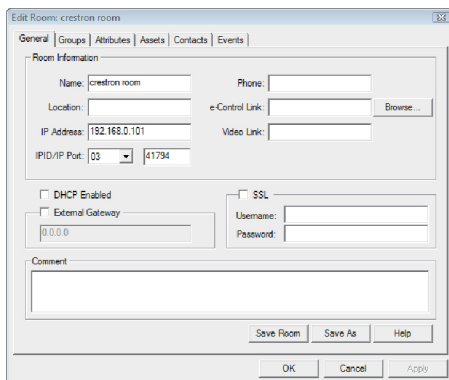 Edit Room: crestron room
General Groups Attributes Assets Contacts Events
Room Information
Name: crestron room Phone:
Location: e-Control Link: Browse...
IP Address: 192.168.0.101 Video Link:
IPID/IP Port: 03 41794
DHCP Enabled SSL
External Gateway Username:
0.0.0.0 Password:
Comment
Save Room Save As Help
OK Cancel Apply